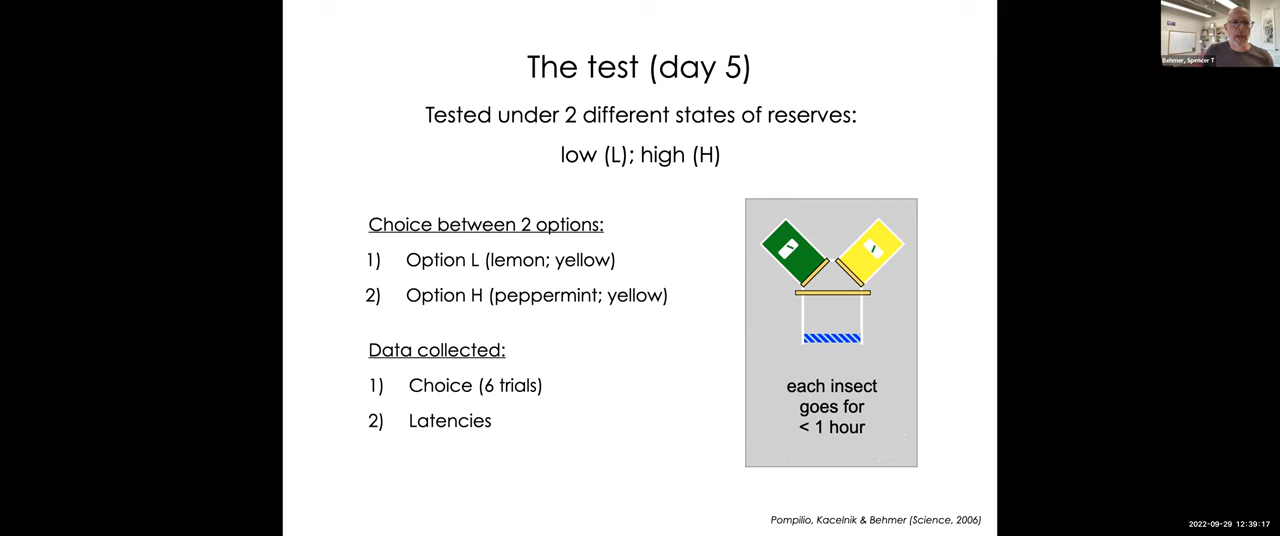 The test (day 5)
Tested under 2 different states of reserves:
low (L); high (H)
Choice between 2 options:
1) Option L (lemon; yellow)
2) Option H (peppermint; yellow)
Data collected:
1) Choice (6 trials)
2) Latencies
each insect
goes for
< 1 hour
Pompilio, Kacelnik & Behmer (Science, 2006)
Behmer, Spencer T
2022-09-29 12:39:17